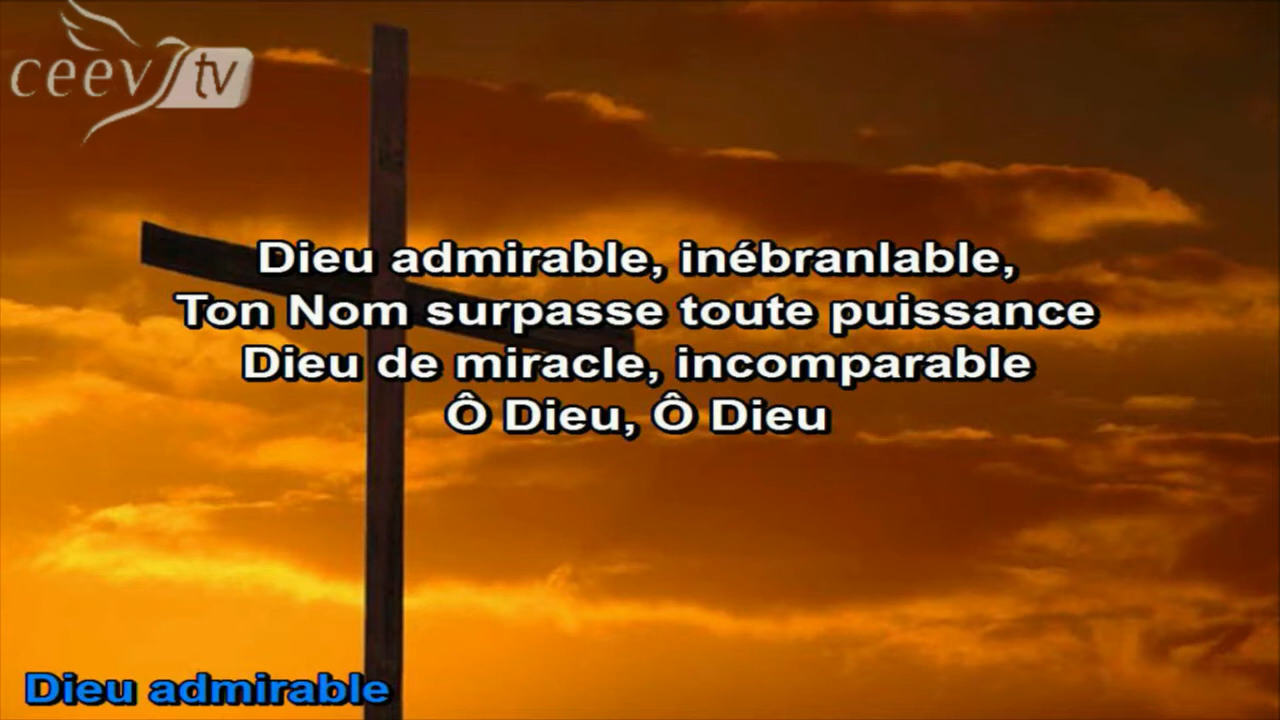 ceev tv
Dieu admirable, inébranlable,
Ton Nom surpasse toute puissance
Dieu de miracle, incomparable
Ô Dieu, Ô Dieu
Dieu admirable